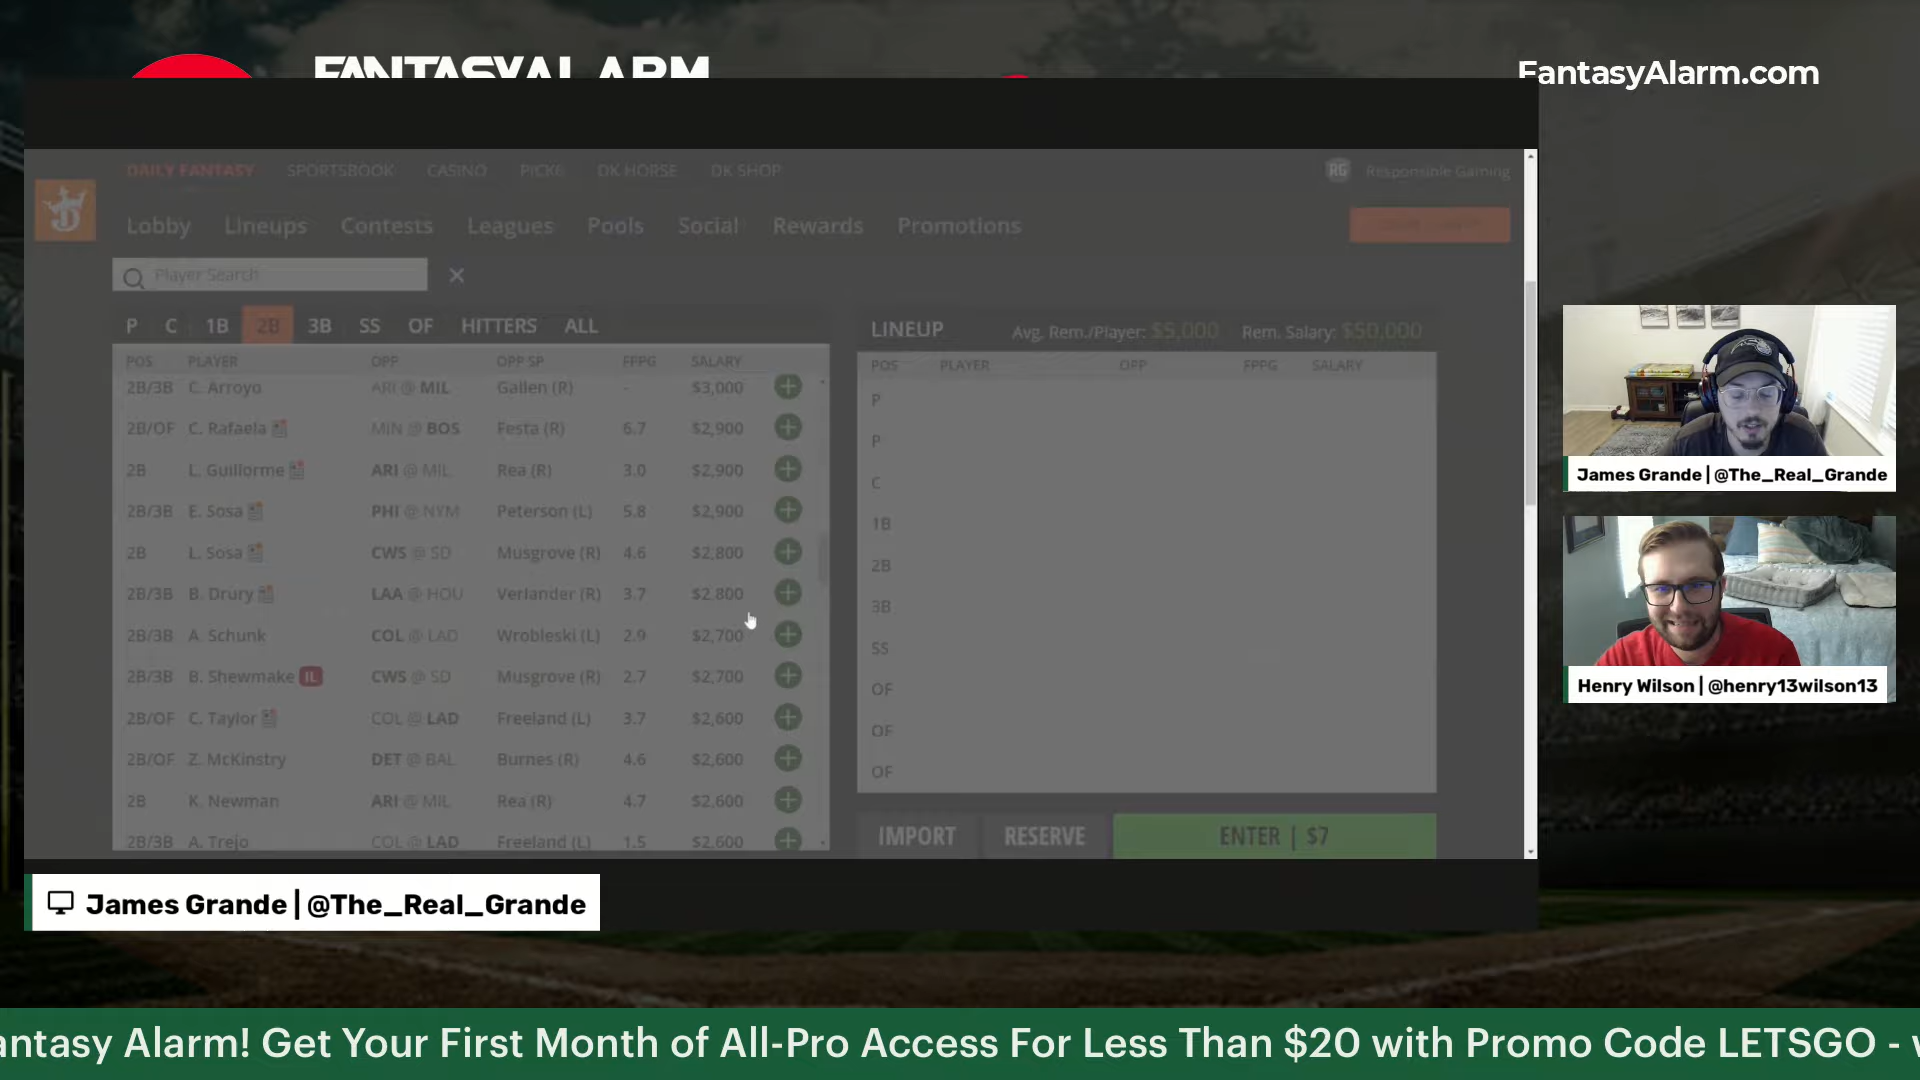 FANTASYALARM
FantasyAlarm.com
DAILY FANTASY SPORTSBOOK CASINO PICK6 DK HORSE DK SHOP
RG Responsible Gaming
Lobby Lineups Contests Leagues Pools Social Rewards Promotions
Player Search
P C 1B 2B 3B SS OF HITTERS ALL
POS PLAYER OPP OPP SP FPPG SALARY
2B/3B C. Arroyo ARI @ MIL Gallen (R) - $3,000
2B/OF C. Rafaela MIN @ BOS Festa (R) 6.7 $2,900
2B L. Guillorme ARI @ MIL Rea (R) 3.0 $2,900
2B/3B E. Sosa PHI @ NYM Peterson (L) 5.8 $2,900
2B L. Sosa CWS @ SD Musgrove (R) 4.6 $2,800
2B/3B B. Drury LAA @ HOU Verlander (R) 3.7 $2,800
2B/3B A. Schunk COL @ LAD Wrobleski (L) 2.9 $2,700
2B/3B B. Shewmake IL CWS @ SD Musgrove (R) 2.7 $2,700
2B/OF C. Taylor COL @ LAD Freeland (L) 3.7 $2,600
2B/OF Z. McKinstry DET @ BAL Burnes (R) 4.6 $2,600
2B K. Newman ARI @ MIL Rea (R) 4.7 $2,600
2B/3B A. Trejo COL @ LAD Freeland (L) 1.5 $2,600
LINEUP Avg. Rem./Player: $5,000 Rem. Salary: $50,000
POS PLAYER OPP FPPG SALARY
P
P
C
1B
2B
3B
SS
OF
OF
OF
IMPORT RESERVE ENTER | $7
James Grande | @The_Real_Grande
Henry Wilson | @henry13wilson13
James Grande | @The_Real_Grande
antasy Alarm! Get Your First Month of All-Pro Access For Less Than $20 with Promo Code LETSGO -